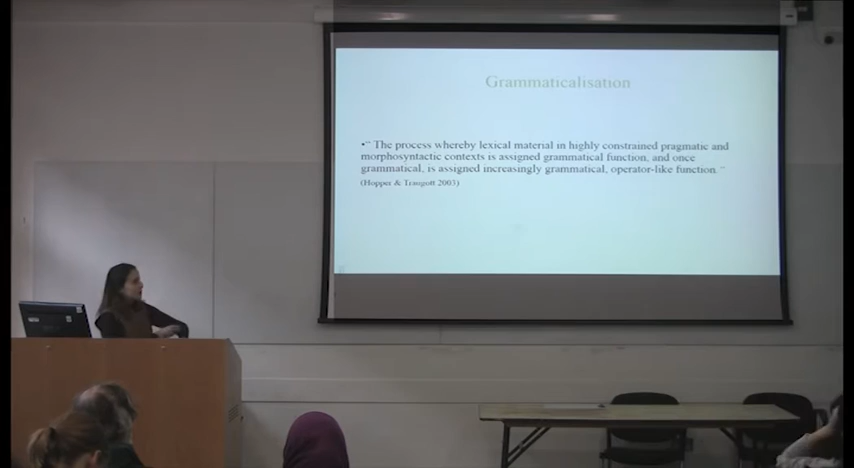 Grammaticalisation
•" The process whereby lexical material in highly constrained pragmatic and
morphosyntactic contexts is assigned grammatical function, and once
grammatical, is assigned increasingly grammatical, operator-like function. "
(Hopper & Traugott 2003)